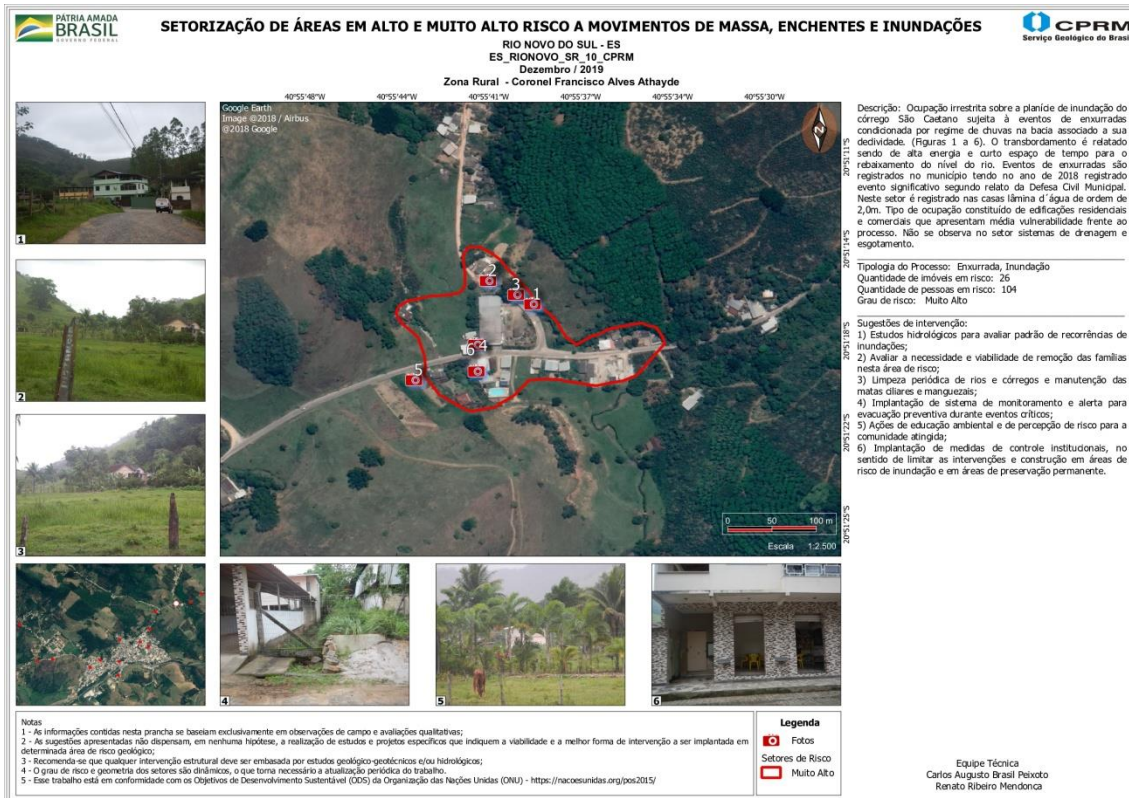 PÁTRIA AMADA
BRASIL
GOVERNO FEDERAL
SETORIZAÇÃO DE ÁREAS EM ALTO E MUITO ALTO RISCO A MOVIMENTOS DE MASSA, ENCHENTES E INUNDAÇÕES
CPRM
Serviço Geológico do Brasil
RIO NOVO DO SUL - ES
ES_RIONOVO_SR_10_CPRM
Dezembro / 2019
Zona Rural - Coronel Francisco Alves Athayde
40°55'48"W 40°55'44"W 40°55'41"W 40°55'37"W 40°55'34"W 40°55'30"W
Google Earth
Image @2018 / Airbus
@2018 Google
20°51'11"S
20°51'14"S
20°51'18"S
20°51'22"S
20°51'25"S
1
2
3
2
3
1
4
6
5
0 50 100 m
Escala 1:2.500
4
5
6
Descrição: Ocupação irrestrita sobre a planície de inundação do
córrego São Caetano sujeita à eventos de enxurradas
condicionada por regime de chuvas na bacia associado a sua
declividade. (Figuras 1 a 6). O transbordamento é relatado
sendo de alta energia e curto espaço de tempo para o
rebaixamento do nível do rio. Eventos de enxurradas são
registrados no município tendo no ano de 2018 registrado
evento significativo segundo relato da Defesa Civil Municipal.
Neste setor é registrado nas casas lâmina d´água de ordem de
2,0m. Tipo de ocupação constituído de edificações residenciais
e comerciais que apresentam média vulnerabilidade frente ao
processo. Não se observa no setor sistemas de drenagem e
esgotamento.
Tipologia do Processo: Enxurrada, Inundação
Quantidade de imóveis em risco: 26
Quantidade de pessoas em risco: 104
Grau de risco: Muito Alto
Sugestões de intervenção:
1) Estudos hidrológicos para avaliar padrão de recorrências de
inundações;
2) Avaliar a necessidade e viabilidade de remoção das famílias
nesta área de risco;
3) Limpeza periódica de rios e córregos e manutenção das
matas ciliares e manguezais;
4) Implantação de sistema de monitoramento e alerta para
evacuação preventiva durante eventos críticos;
5) Ações de educação ambiental e de percepção de risco para a
comunidade atingida;
6) Implantação de medidas de controle institucionais, no
sentido de limitar as intervenções e construção em áreas de
risco de inundação e em áreas de preservação permanente.
Notas
1 - As informações contidas nesta prancha se baseiam exclusivamente em observações de campo e avaliações qualitativas;
2 - As sugestões apresentadas não dispensam, em nenhuma hipótese, a realização de estudos e projetos específicos que indiquem a viabilidade e a melhor forma de intervenção a ser implantada em
determinada área de risco geológico;
3 - Recomenda-se que qualquer intervenção estrutural deve ser embasada por estudos geológico-geotécnicos e/ou hidrológicos;
4 - O grau de risco e geometria dos setores são dinâmicos, o que torna necessário a atualização periódica do trabalho.
5 - Esse trabalho está em conformidade com os Objetivos de Desenvolvimento Sustentável (ODS) da Organização das Nações Unidas (ONU) - https://nacoesunidas.org/pos2015/
Legenda
Fotos
Setores de Risco
Muito Alto
Equipe Técnica
Carlos Augusto Brasil Peixoto
Renato Ribeiro Mendonca